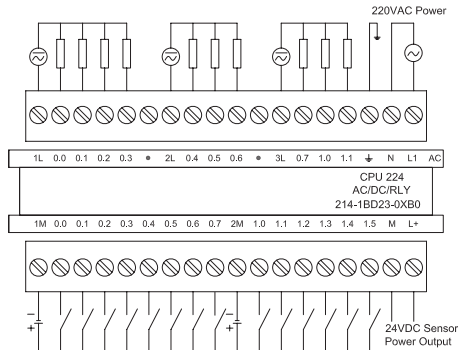 220VAC Power
1L 0.0 0.1 0.2 0.3 • 2L 0.4 0.5 0.6 • 3L 0.7 1.0 1.1 ⏚ N L1 AC
CPU 224
AC/DC/RLY
214-1BD23-0XB0
1M 0.0 0.1 0.2 0.3 0.4 0.5 0.6 0.7 2M 1.0 1.1 1.2 1.3 1.4 1.5 M L+
24VDC Sensor
Power Output